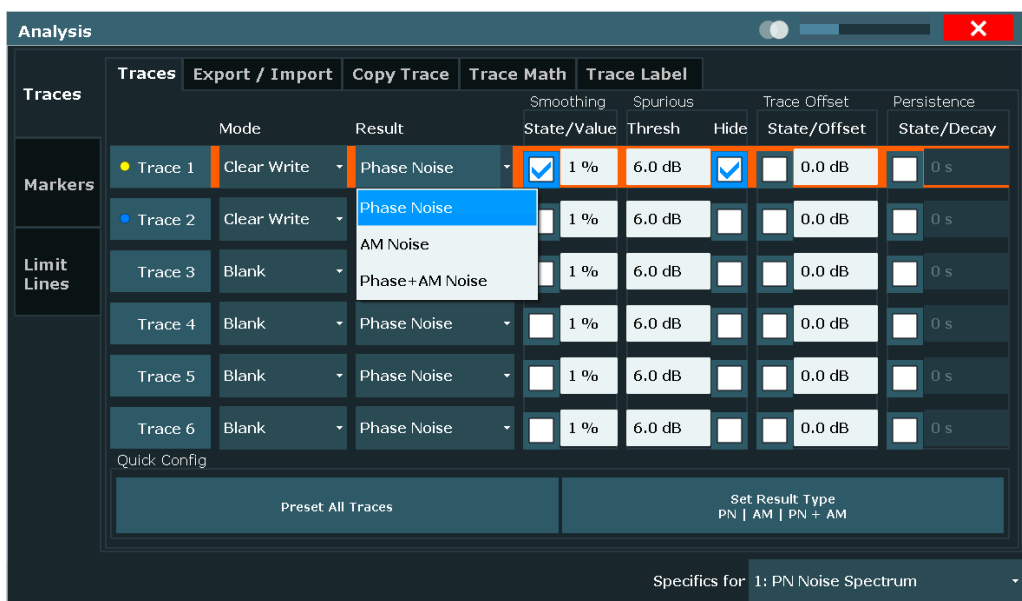 Analysis
Traces
Markers
Limit
Lines
Traces Export / Import Copy Trace Trace Math Trace Label
Smoothing Spurious Trace Offset Persistence
Mode Result State/Value Thresh Hide State/Offset State/Decay
Trace 1 Clear Write Phase Noise 1 % 6.0 dB 0.0 dB 0 s
Phase Noise
AM Noise
Phase+AM Noise
Trace 2 Clear Write 1 % 6.0 dB 0.0 dB 0 s
Trace 3 Blank 1 % 6.0 dB 0.0 dB 0 s
Trace 4 Blank Phase Noise 1 % 6.0 dB 0.0 dB 0 s
Trace 5 Blank Phase Noise 1 % 6.0 dB 0.0 dB 0 s
Trace 6 Blank Phase Noise 1 % 6.0 dB 0.0 dB 0 s
Quick Config
Preset All Traces
Set Result Type
PN | AM | PN + AM
Specifics for 1: PN Noise Spectrum